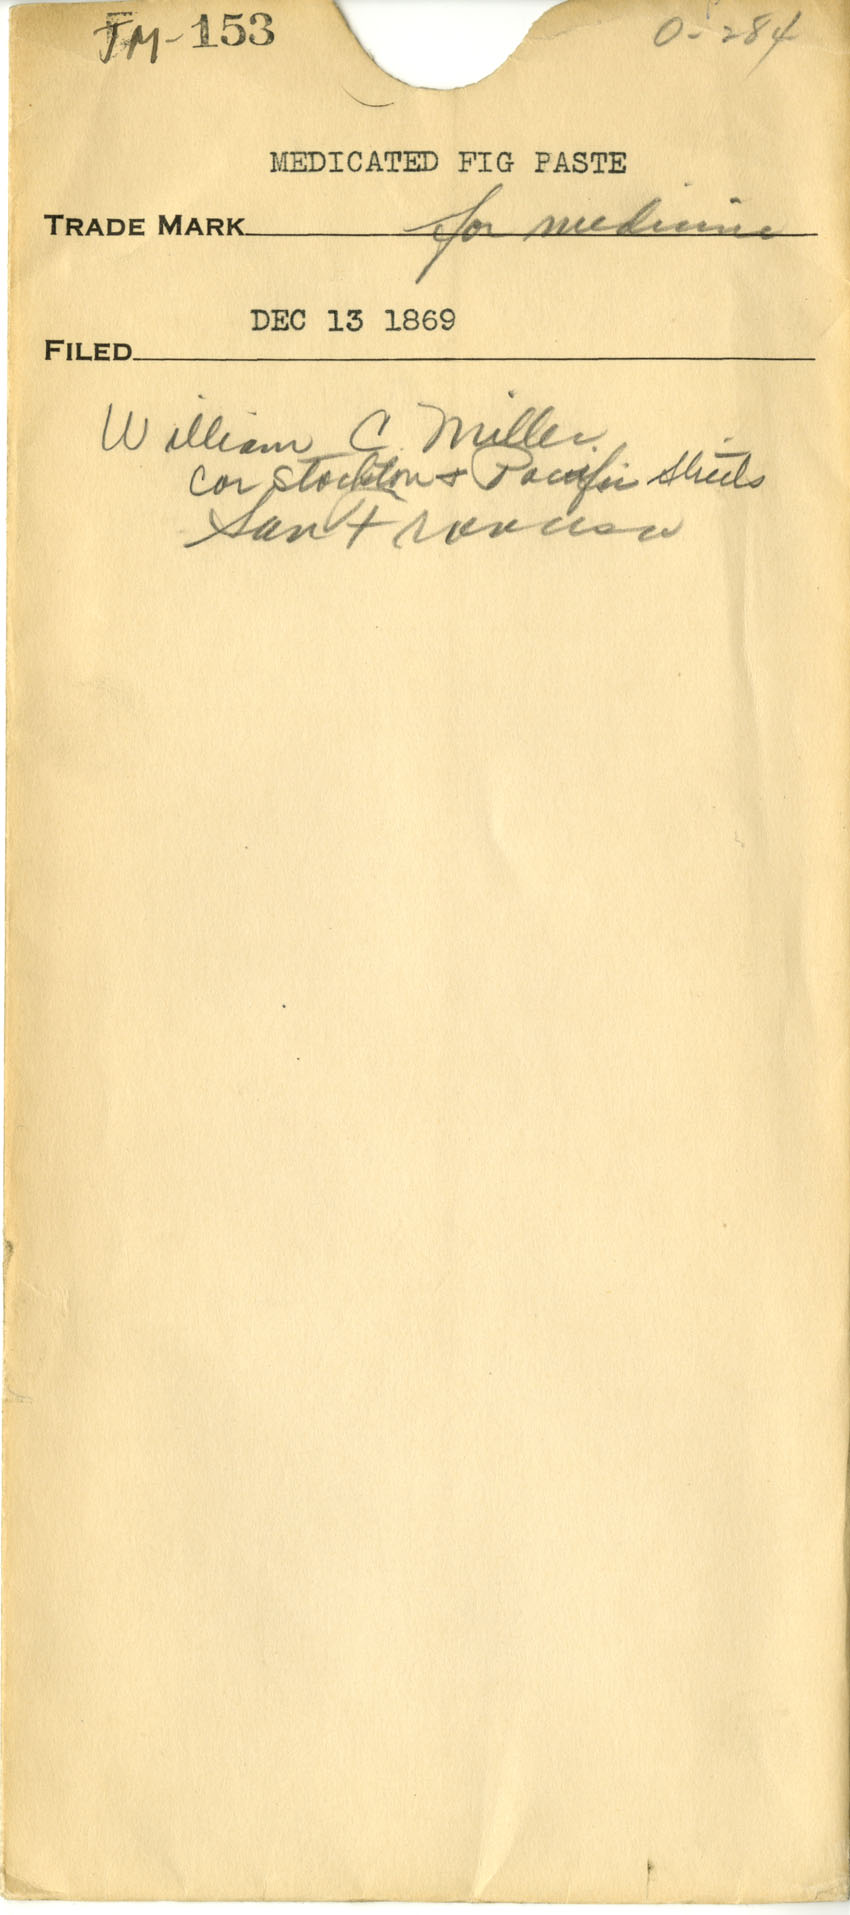 TM-153 O-284
MEDICATED FIG PASTE
TRADE MARK for medicine
DEC 13 1869
FILED
William C Miller
cor Stockton & Pacific Streets
San Francisco